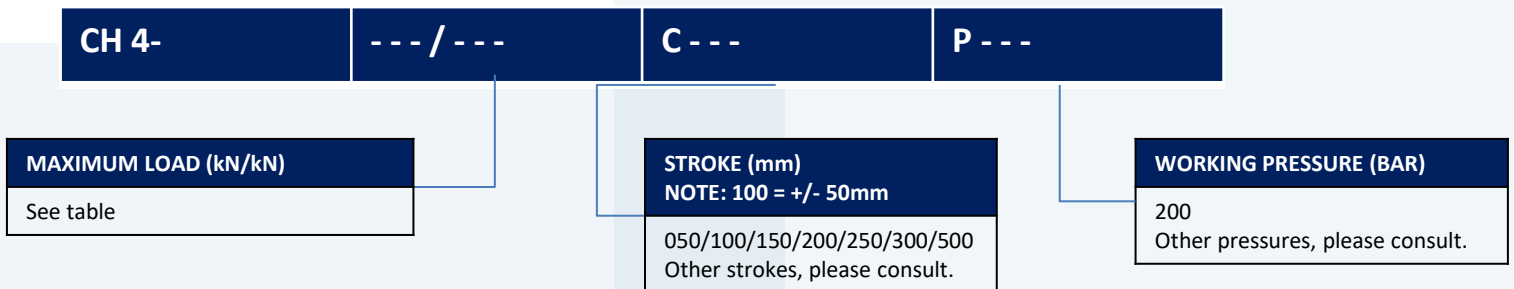 CH 4- - - - / - - - C - - - P - - -
MAXIMUM LOAD (kN/kN)
See table
STROKE (mm)
NOTE: 100 = +/- 50mm
050/100/150/200/250/300/500
Other strokes, please consult.
WORKING PRESSURE (BAR)
200
Other pressures, please consult.